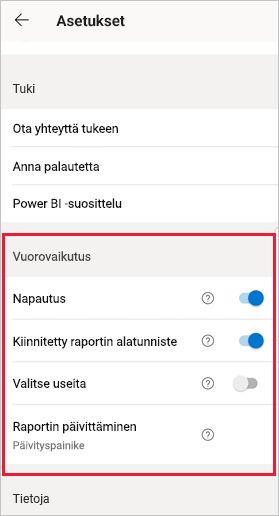 Asetukset
Tuki
Ota yhteyttä tukeen
Anna palautetta
Power BI -suosittelu
Vuorovaikutus
Napautus
Kiinnitetty raportin alatunniste
Valitse useita
Raportin päivittäminen
Päivityspainike
Tietoja